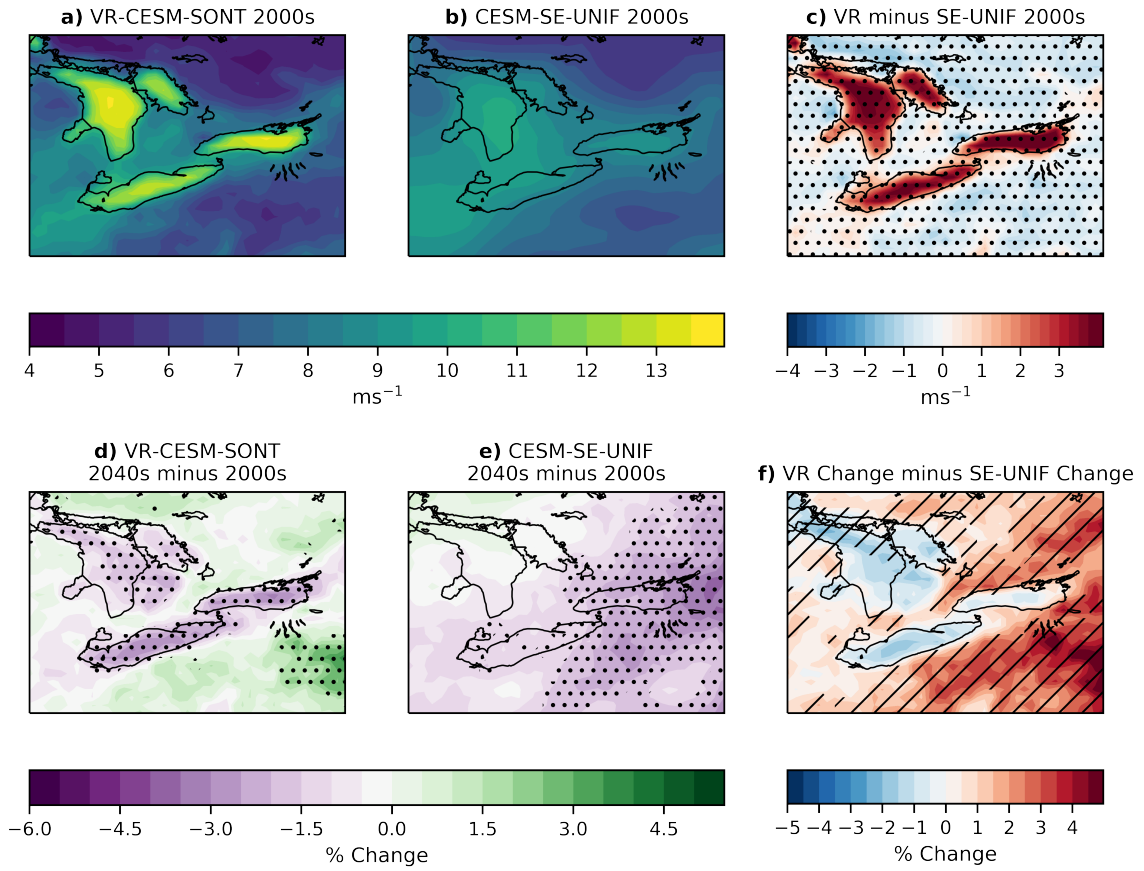 a) VR-CESM-SONT 2000s
b) CESM-SE-UNIF 2000s
c) VR minus SE-UNIF 2000s
4 5 6 7 8 9 10 11 12 13
ms⁻¹
−4 −3 −2 −1 0 1 2 3
ms⁻¹
d) VR-CESM-SONT
2040s minus 2000s
e) CESM-SE-UNIF
2040s minus 2000s
f) VR Change minus SE-UNIF Change
−6.0 −4.5 −3.0 −1.5 0.0 1.5 3.0 4.5
% Change
−5 −4 −3 −2 −1 0 1 2 3 4
% Change